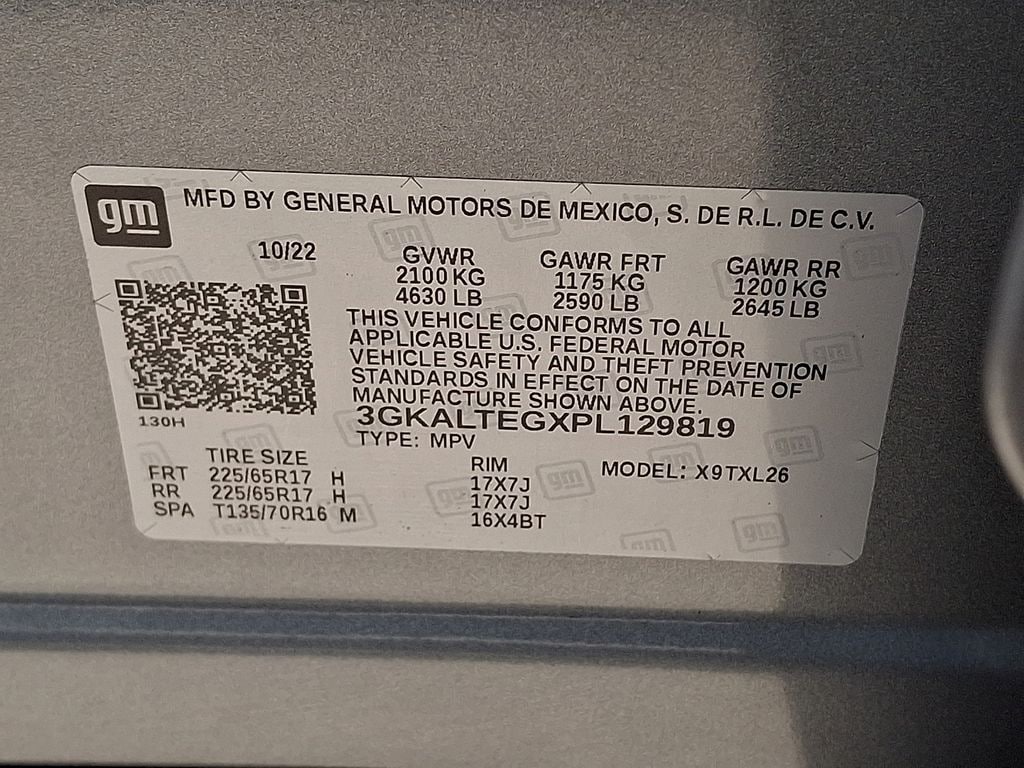 gm MFD BY GENERAL MOTORS DE MEXICO, S. DE R.L. DE C.V.
10/22
GVWR
2100 KG
4630 LB
GAWR FRT
1175 KG
2590 LB
GAWR RR
1200 KG
2645 LB
THIS VEHICLE CONFORMS TO ALL
APPLICABLE U.S. FEDERAL MOTOR
VEHICLE SAFETY AND THEFT PREVENTION
STANDARDS IN EFFECT ON THE DATE OF
MANUFACTURE SHOWN ABOVE.
130H
3GKALTEGXPL129819
TYPE: MPV
MODEL: X9TXL26
TIRE SIZE RIM
FRT 225/65R17 H 17X7J
RR 225/65R17 H 17X7J
SPA T135/70R16 M 16X4BT